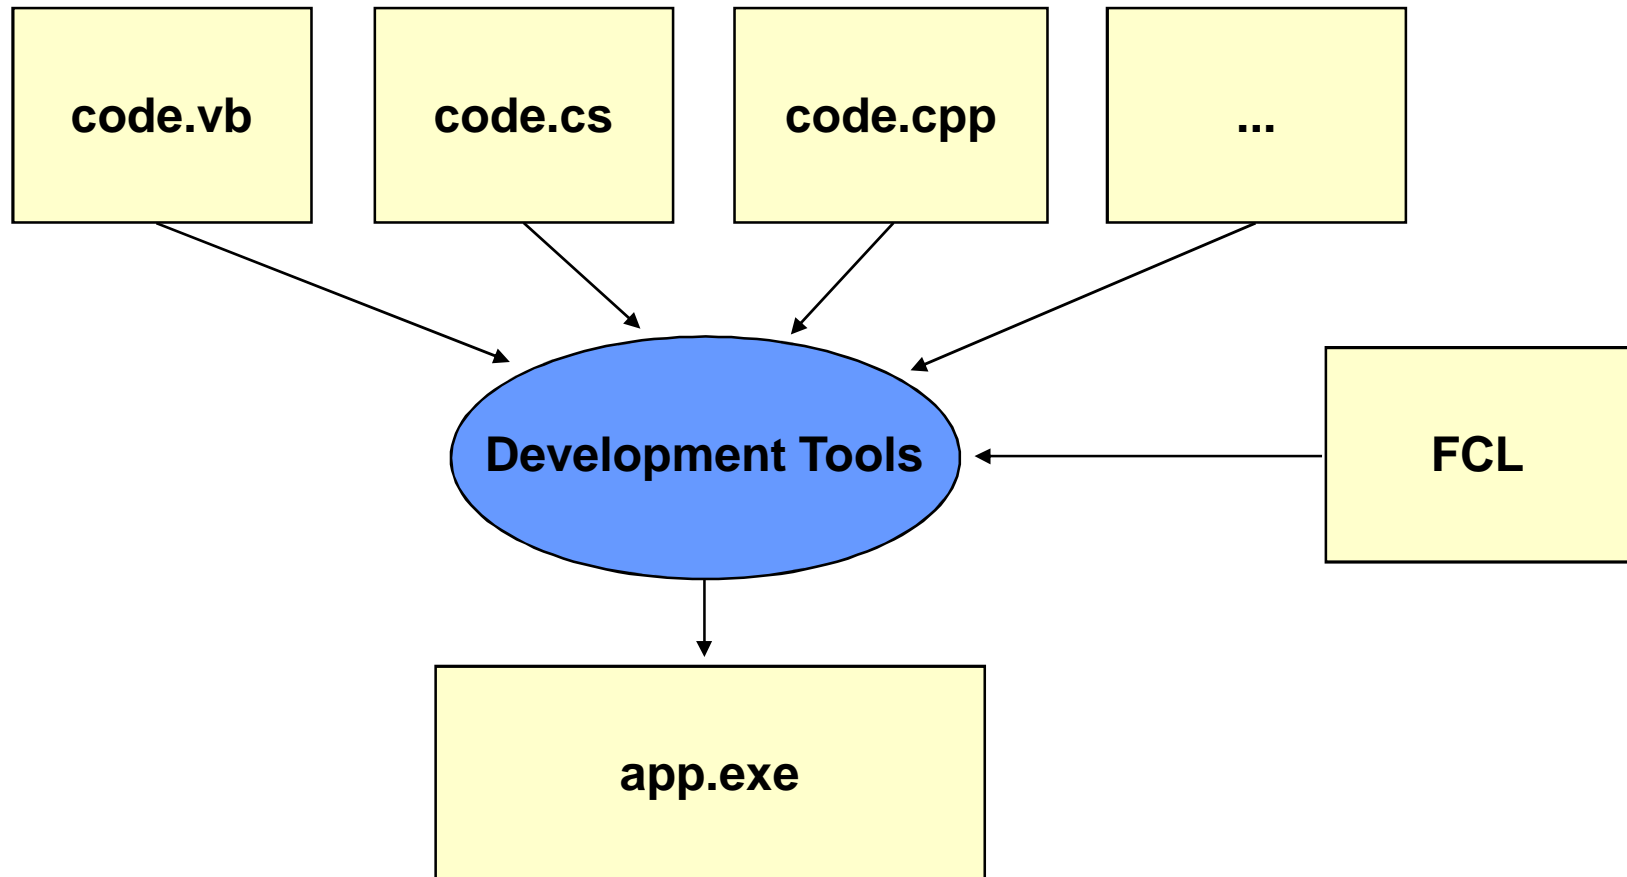 code.vb
code.cs
code.cpp
...
Development Tools
FCL
app.exe